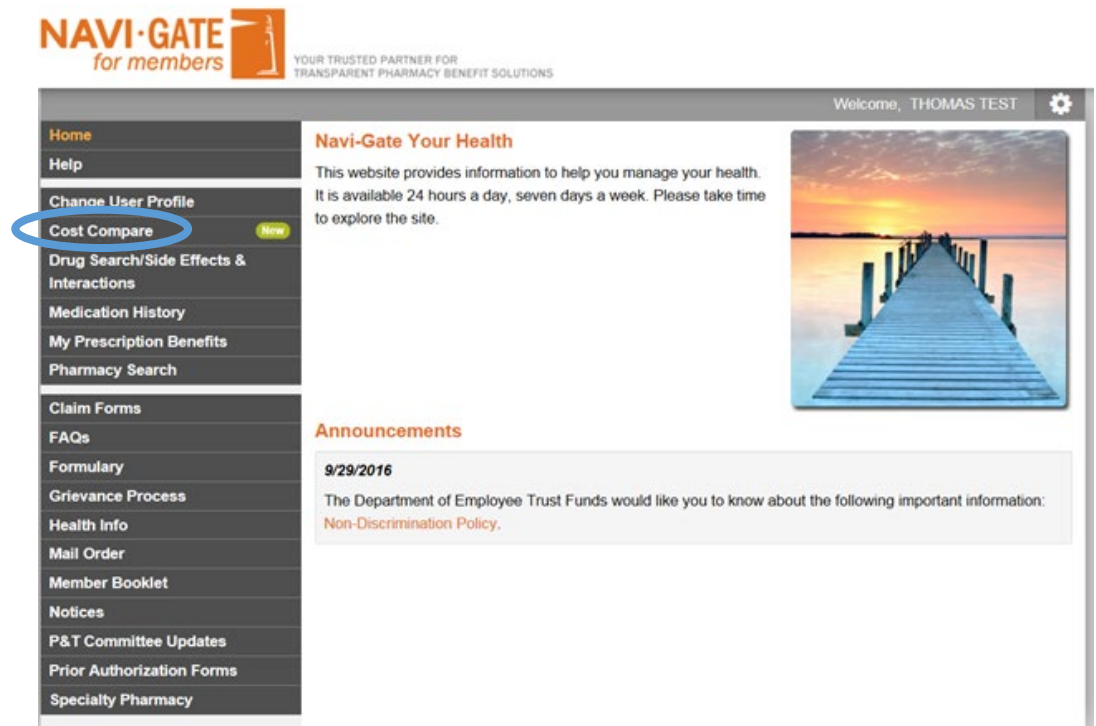 NAVI·GATE
for members
YOUR TRUSTED PARTNER FOR
TRANSPARENT PHARMACY BENEFIT SOLUTIONS
Welcome, THOMAS TEST
Home
Help
Change User Profile
Cost Compare
New
Drug Search/Side Effects &
Interactions
Medication History
My Prescription Benefits
Pharmacy Search
Claim Forms
FAQs
Formulary
Grievance Process
Health Info
Mail Order
Member Booklet
Notices
P&T Committee Updates
Prior Authorization Forms
Specialty Pharmacy
Navi-Gate Your Health
This website provides information to help you manage your health.
It is available 24 hours a day, seven days a week. Please take time
to explore the site.
Announcements
9/29/2016
The Department of Employee Trust Funds would like you to know about the following important information:
Non-Discrimination Policy.